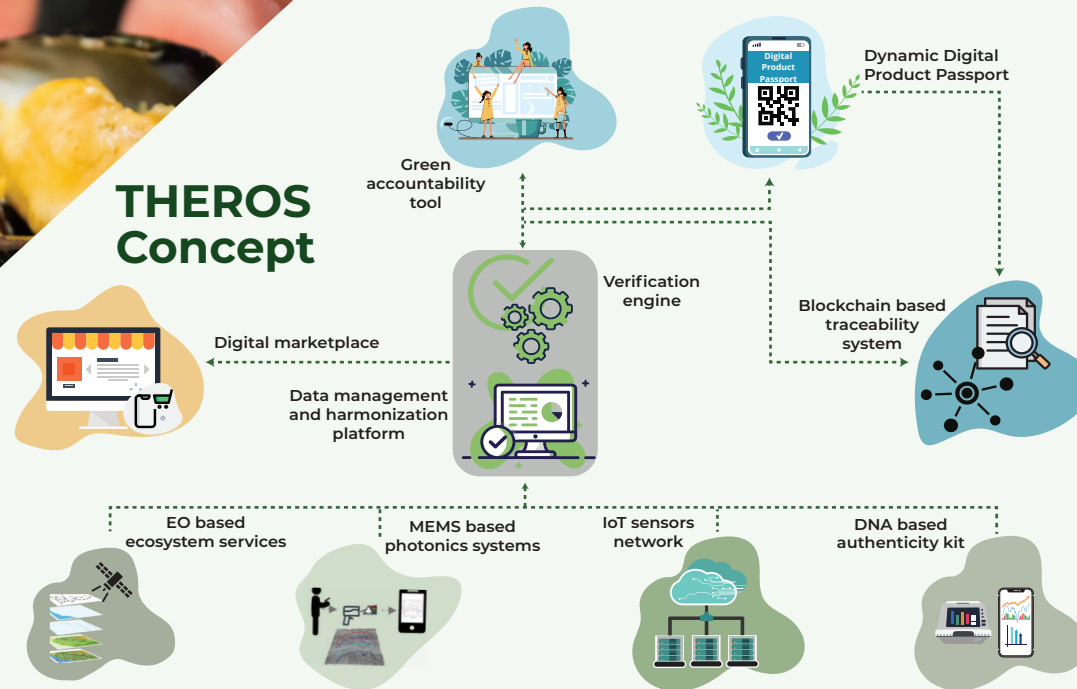 THEROS
Concept
Green
accountability
tool
Digital
Product
Passport
Dynamic Digital
Product Passport
Verification
engine
Blockchain based
traceability
system
Digital marketplace
Data management
and harmonization
platform
EO based
ecosystem services
MEMS based
photonics systems
IoT sensors
network
DNA based
authenticity kit